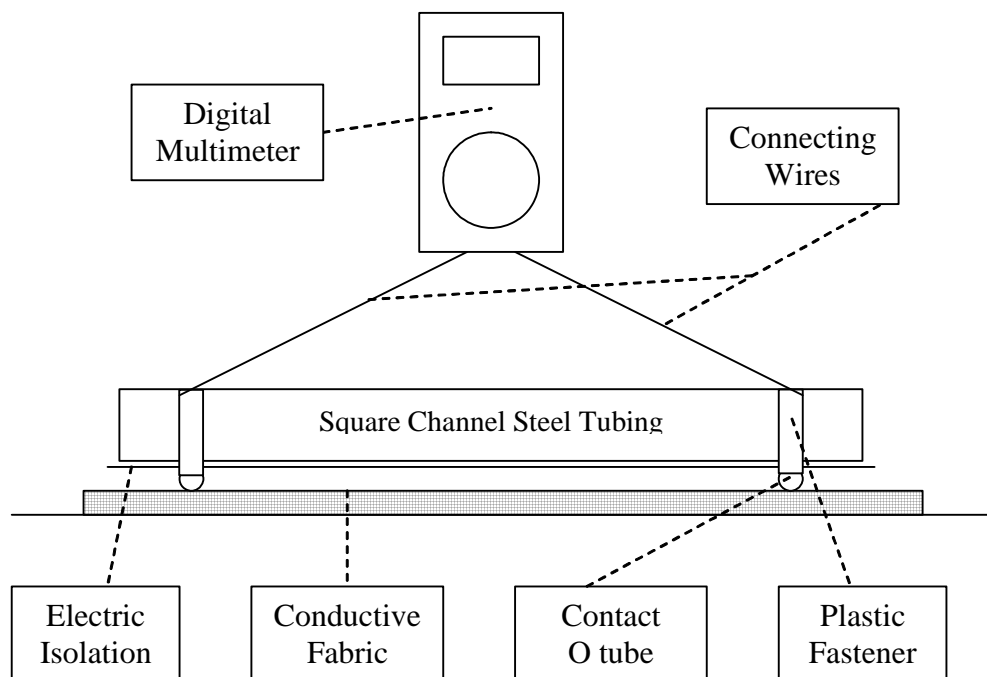 Digital
Multimeter
Connecting
Wires
Square Channel Steel Tubing
Electric
Isolation
Conductive
Fabric
Contact
O tube
Plastic
Fastener